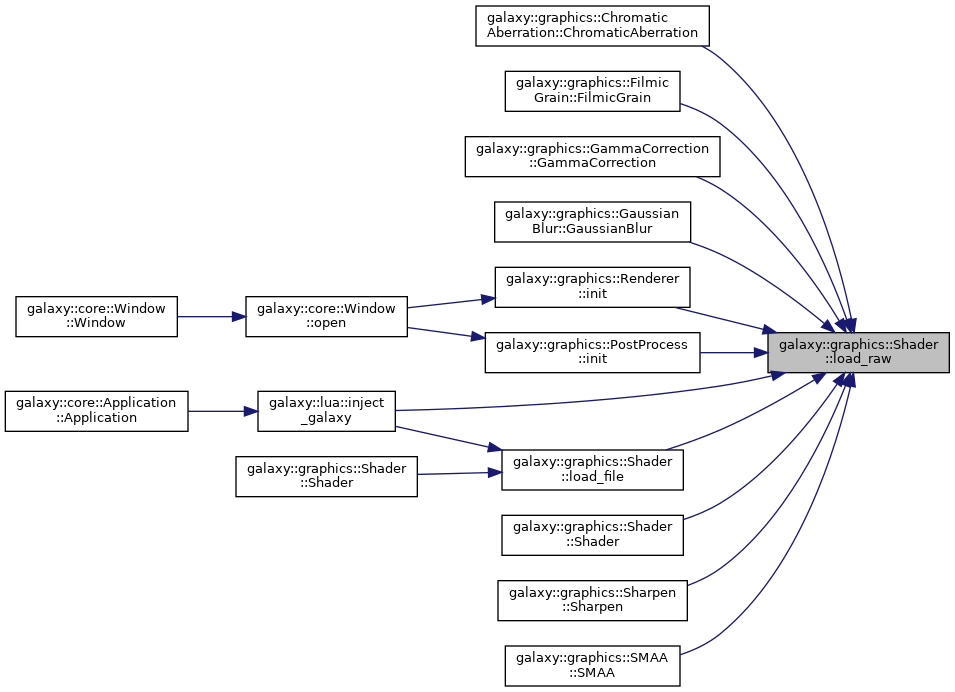 galaxy::graphics::Chromatic
Aberration::ChromaticAberration
galaxy::graphics::Filmic
Grain::FilmicGrain
galaxy::graphics::GammaCorrection
::GammaCorrection
galaxy::graphics::Gaussian
Blur::GaussianBlur
galaxy::graphics::Renderer
::init
galaxy::core::Window
::Window
galaxy::core::Window
::open
galaxy::graphics::PostProcess
::init
galaxy::graphics::Shader
::load_raw
galaxy::core::Application
::Application
galaxy::lua::inject
_galaxy
galaxy::graphics::Shader
::Shader
galaxy::graphics::Shader
::load_file
galaxy::graphics::Shader
::Shader
galaxy::graphics::Sharpen
::Sharpen
galaxy::graphics::SMAA
::SMAA